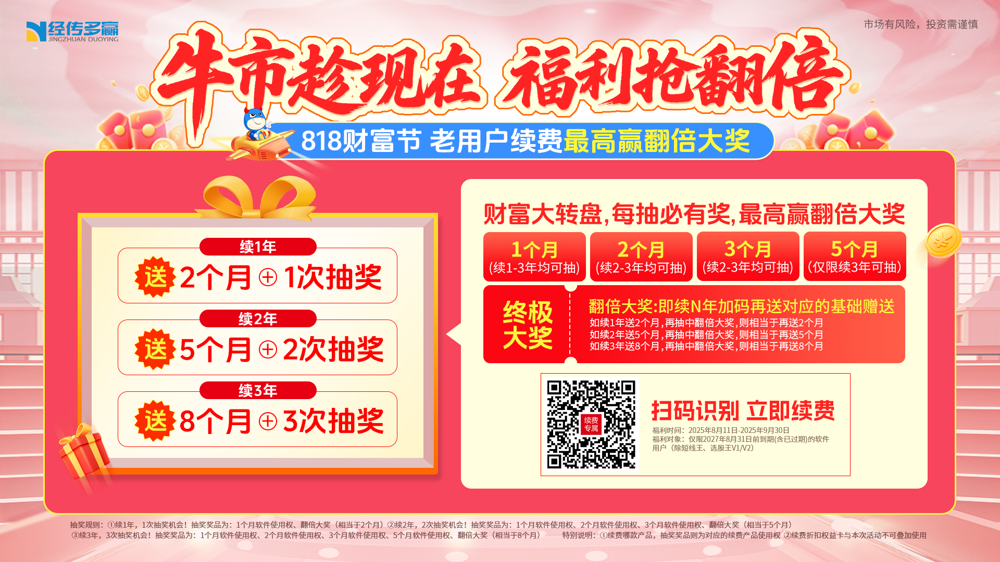 经传多赢
JINGZHUAN DUOYING
市场有风险，投资需谨慎
牛市趁现在 福利抢翻倍
818财富节 老用户续费最高赢翻倍大奖
续1年
送 2个月⊕1次抽奖
续2年
送 5个月⊕2次抽奖
续3年
送 8个月⊕3次抽奖
财富大转盘,每抽必有奖,最高赢翻倍大奖
1个月
(续1-3年均可抽)
2个月
(续2-3年均可抽)
3个月
(续2-3年均可抽)
5个月
（仅限续3年可抽）
终极
大奖
翻倍大奖:即续N年加码再送对应的基础赠送
如续1年送2个月,再抽中翻倍大奖,则相当于再送2个月
如续2年送5个月,再抽中翻倍大奖,则相当于再送5个月
如续3年送8个月,再抽中翻倍大奖,则相当于再送8个月
续费
专属
扫码识别 立即续费
福利时间：2025年8月11日-2025年9月30日
福利对象：仅限2027年8月31日前到期(含已过期)的软件
用户（除短线王、选股王V1/V2）
抽奖规则：①续1年，1次抽奖机会！抽奖奖品为：1个月软件使用权、翻倍大奖（相当于2个月）②续2年，2次抽奖机会！抽奖奖品为：1个月软件使用权、2个月软件使用权、3个月软件使用权、翻倍大奖（相当于5个月）
③续3年，3次抽奖机会！抽奖奖品为：1个月软件使用权、2个月软件使用权、3个月软件使用权、5个月软件使用权、翻倍大奖（相当于8个月） 特别说明：①续费哪款产品，抽奖奖品则为对应的续费产品使用权 ②续费折扣权益卡与本次活动不可叠加使用